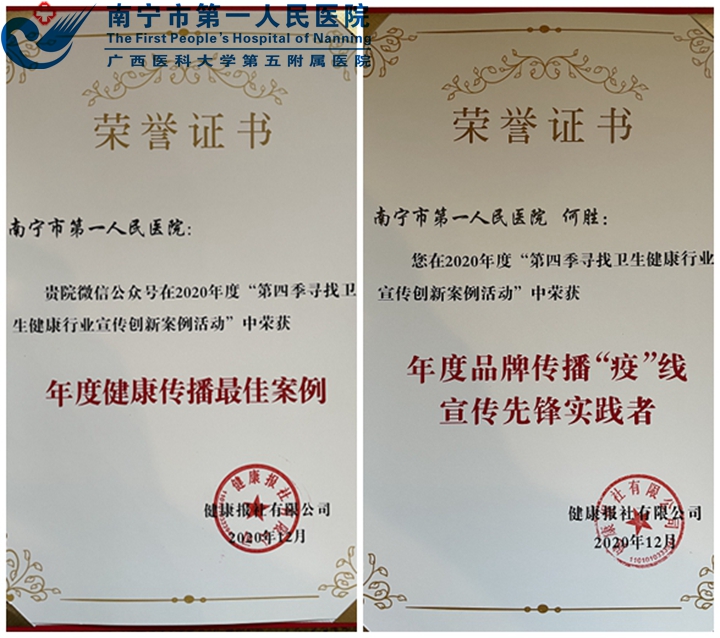 南宁市第一人民医院
The First People's Hospital of Nanning
广西医科大学第五附属医院
荣誉证书
南宁市第一人民医院:
贵院微信公众号在2020年度“第四季寻找卫
生健康行业宣传创新案例活动”中荣获
年度健康传播最佳案例
健康报社有限公司
2020年12月
荣誉证书
南宁市第一人民医院 何胜:
您在2020年度“第四季寻找卫生健康行业
宣传创新案例活动”中荣获
年度品牌传播“疫”线
宣传先锋实践者
健康报社有限公司
2020年12月